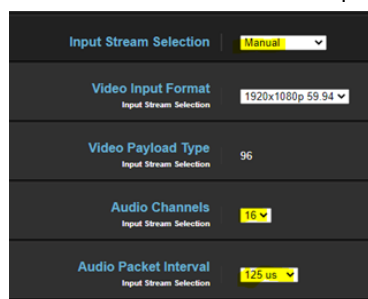 Input Stream Selection Manual
Video Input Format
Input Stream Selection
1920x1080p 59.94
Video Payload Type
Input Stream Selection
96
Audio Channels
Input Stream Selection
16
Audio Packet Interval
Input Stream Selection
125 us